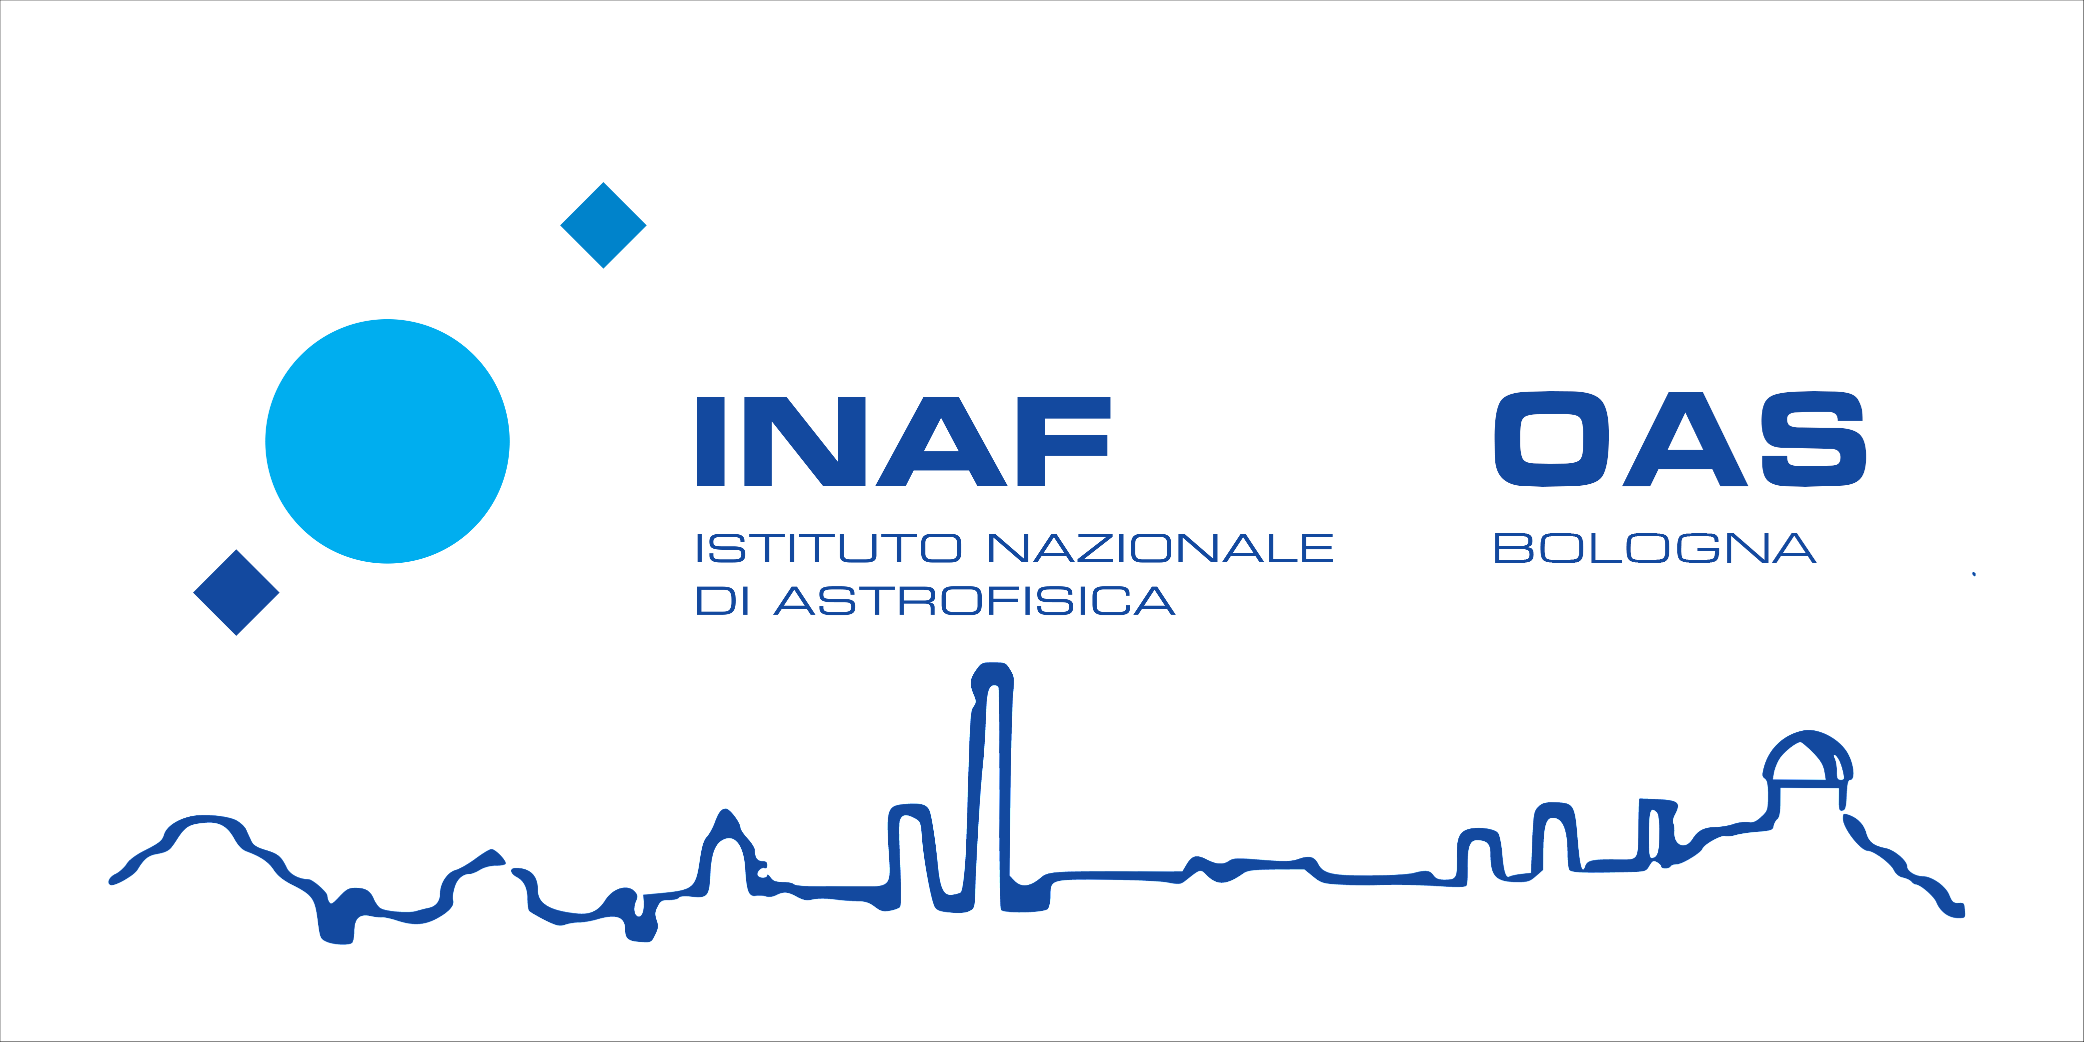 INAF
ISTITUTO NAZIONALE
DI ASTROFISICA
OAS
BOLOGNA